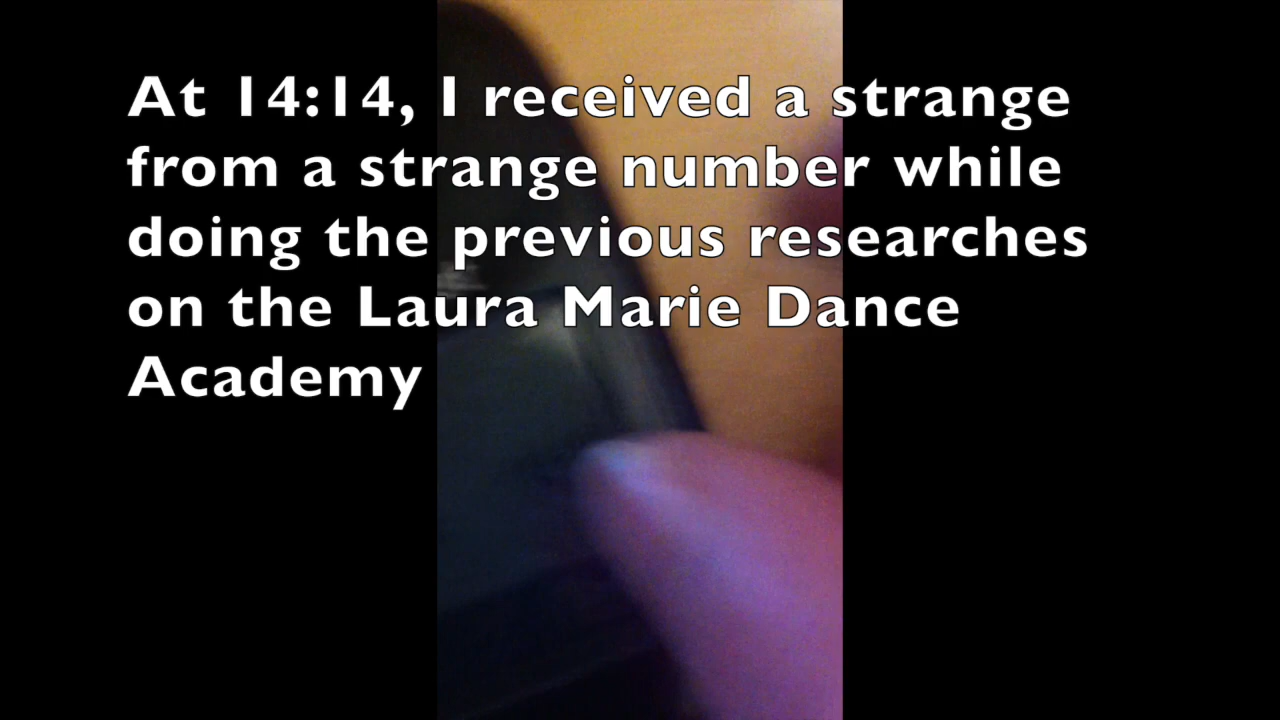 At 14:14, I received a strange
from a strange number while
doing the previous researches
on the Laura Marie Dance
Academy